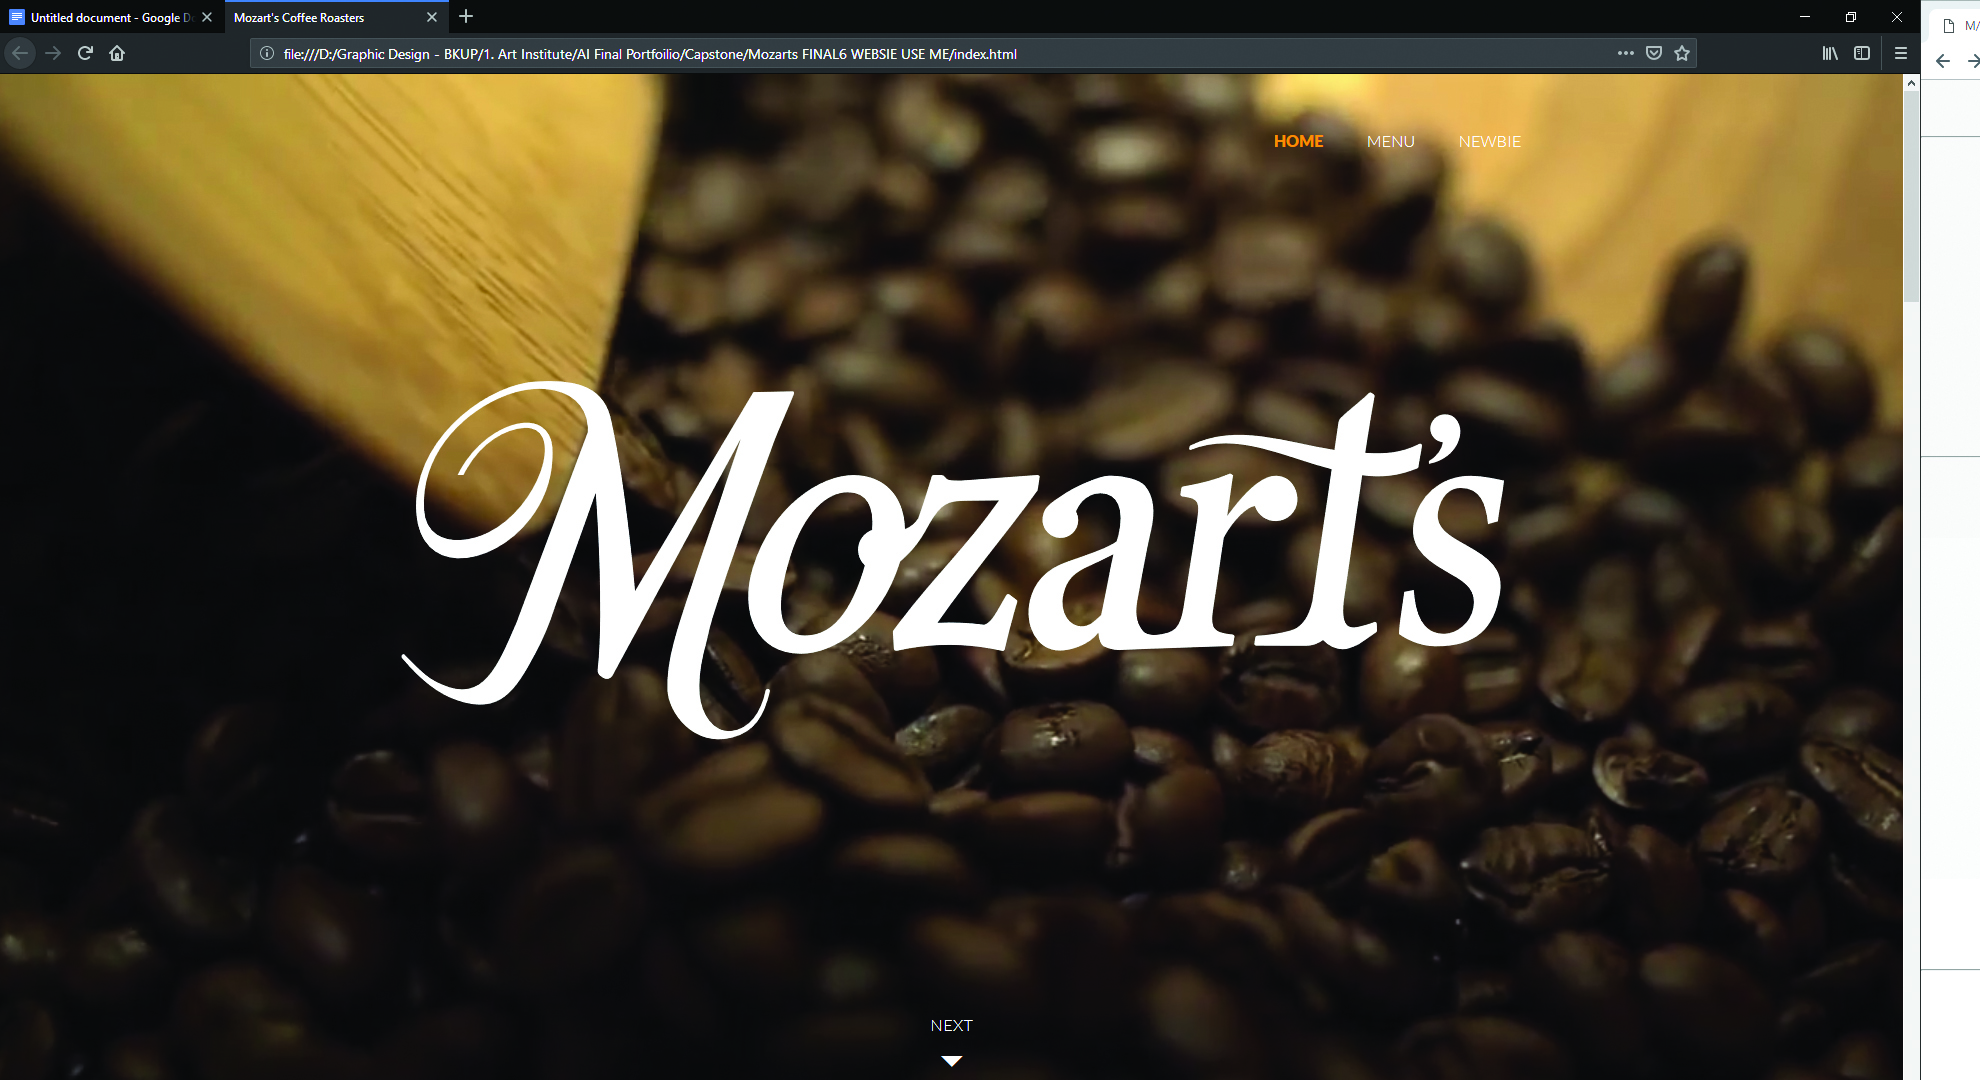 Untitled document - Google D
Mozart's Coffee Roasters
file:///D:/Graphic Design - BKUP/1. Art Institute/AI Final Portfoilio/Capstone/Mozarts FINAL6 WEBSIE USE ME/index.html
HOME MENU NEWBIE
Mozart's
NEXT